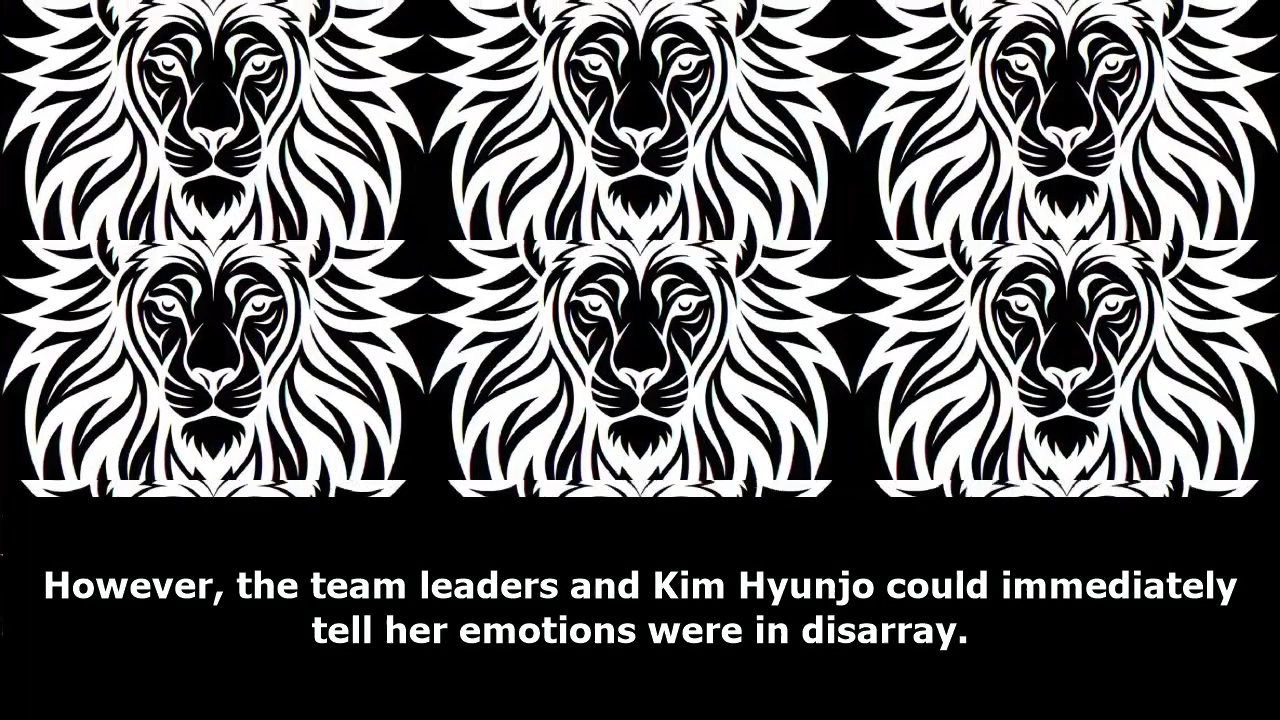 However, the team leaders and Kim Hyunjo could immediately
tell her emotions were in disarray.